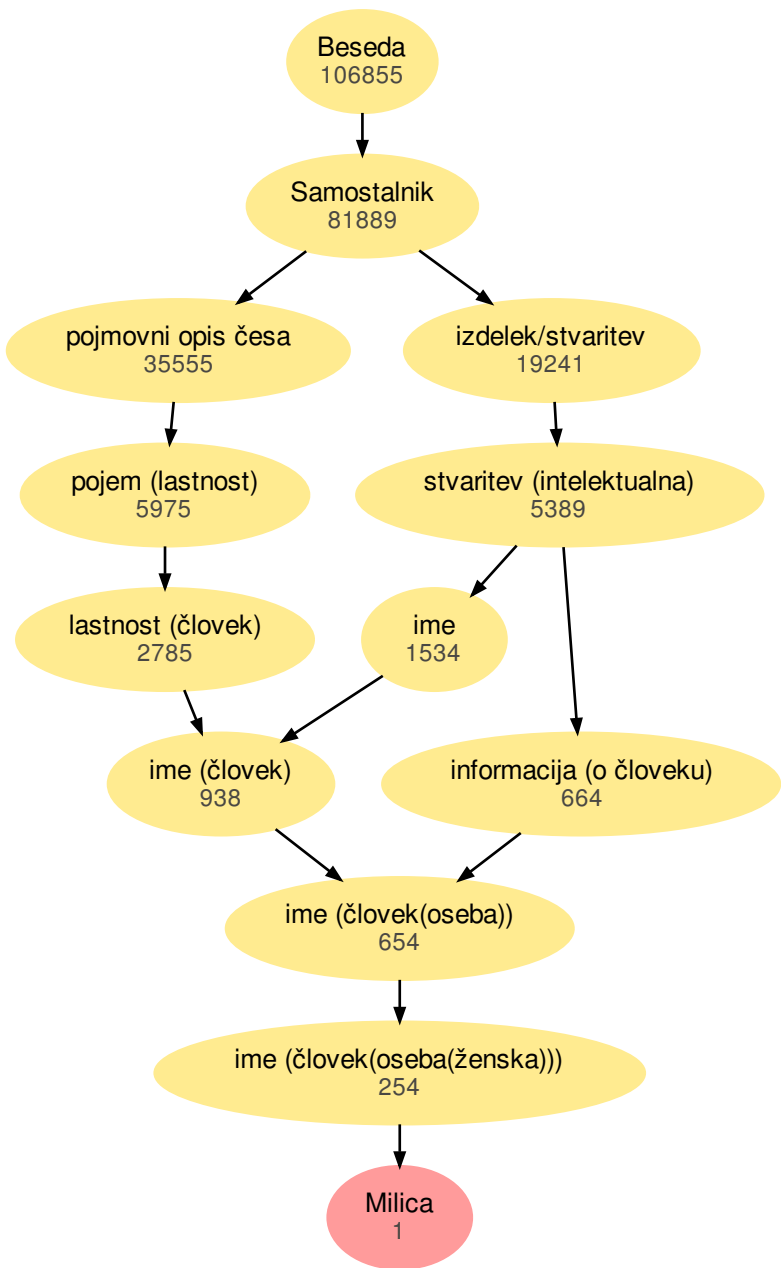 Beseda
106855
Samostalnik
81889
pojmovni opis česa
35555
izdelek/stvaritev
19241
pojem (lastnost)
5975
stvaritev (intelektualna)
5389
lastnost (človek)
2785
ime
1534
ime (človek)
938
informacija (o človeku)
664
ime (človek(oseba))
654
ime (človek(oseba(ženska)))
254
Milica
1